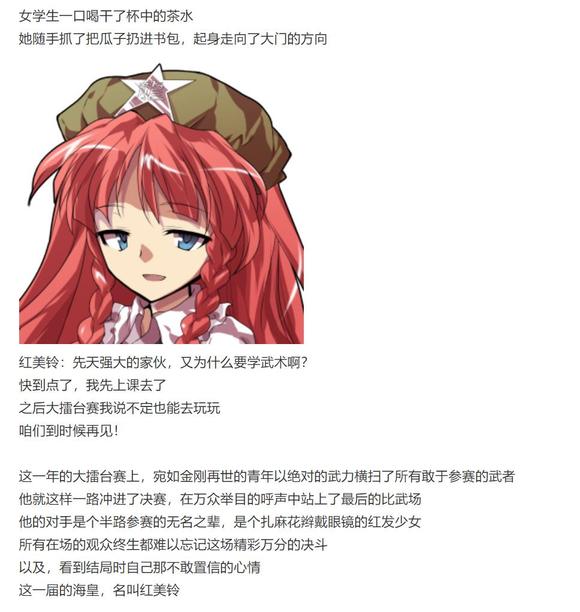 女学生一口喝干了杯中的茶水
她随手抓了把瓜子扔进书包，起身走向了大门的方向
红美铃：先天强大的家伙，又为什么要学武术啊？
快到点了，我先上课去了
之后大擂台赛我说不定也能去玩玩
咱们到时候再见！
这一年的大擂台赛上，宛如金刚再世的青年以绝对的武力横扫了所有敢于参赛的武者
他就这样一路冲进了决赛，在万众举目的呼声中站上了最后的比武场
他的对手是个半路参赛的无名之辈，是个扎麻花辫戴眼镜的红发少女
所有在场的观众终生都难以忘记这场精彩万分的决斗
以及，看到结局时自己那不敢置信的心情
这一届的海皇，名叫红美铃